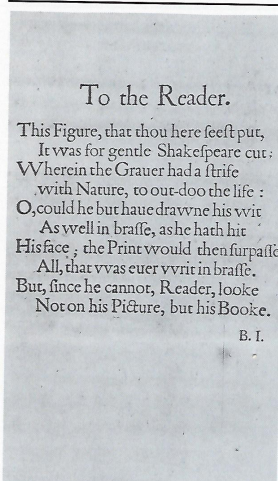 To the Reader.
This Figure, that thou here ſeeſt put,
It was for gentle Shakeſpeare cut;
Wherein the Grauer had a ſtrife
with Nature, to out-doo the life :
O, could he but haue drawne his wit
As well in braſſe, as he hath hit
His face ; the Print would then ſurpaſſe
All, that vvas euer vvrit in braſſe.
But, ſince he cannot, Reader, looke
Not on his Picture, but his Booke.
B. I.